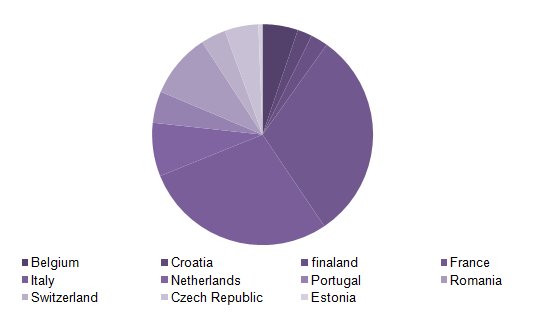 Belgium Croatia finaland France
Italy Netherlands Portugal Romania
Switzerland Czech Republic Estonia